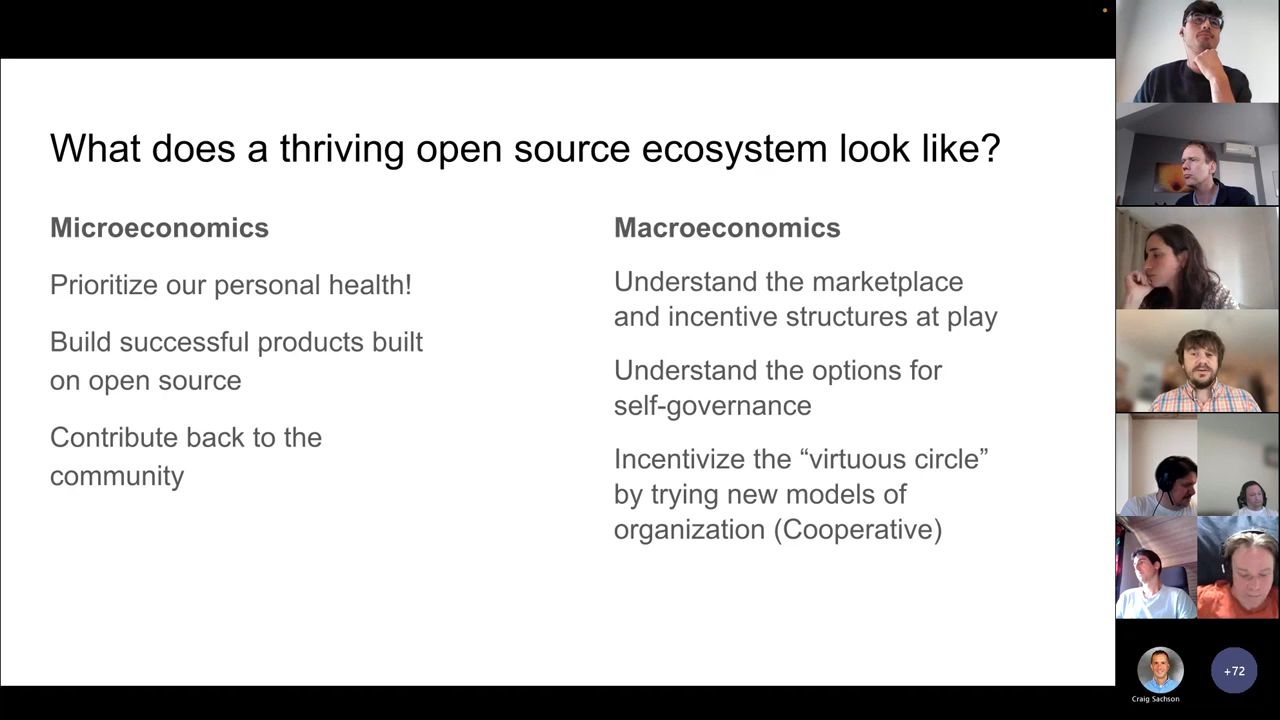 What does a thriving open source ecosystem look like?
Microeconomics
Prioritize our personal health!
Build successful products built
on open source
Contribute back to the
community
Macroeconomics
Understand the marketplace
and incentive structures at play
Understand the options for
self-governance
Incentivize the “virtuous circle”
by trying new models of
organization (Cooperative)
Craig Sachson
+72